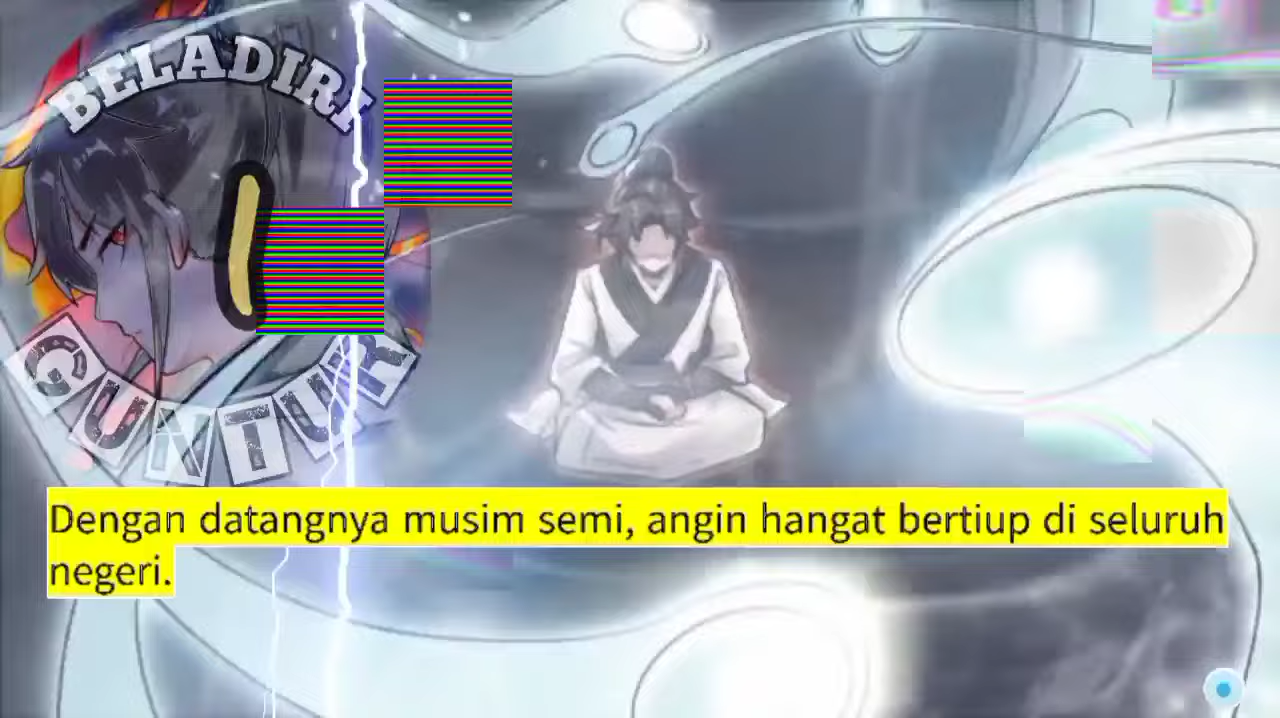 BELADIRI
GUNTUR
Dengan datangnya musim semi, angin hangat bertiup di seluruh
negeri.